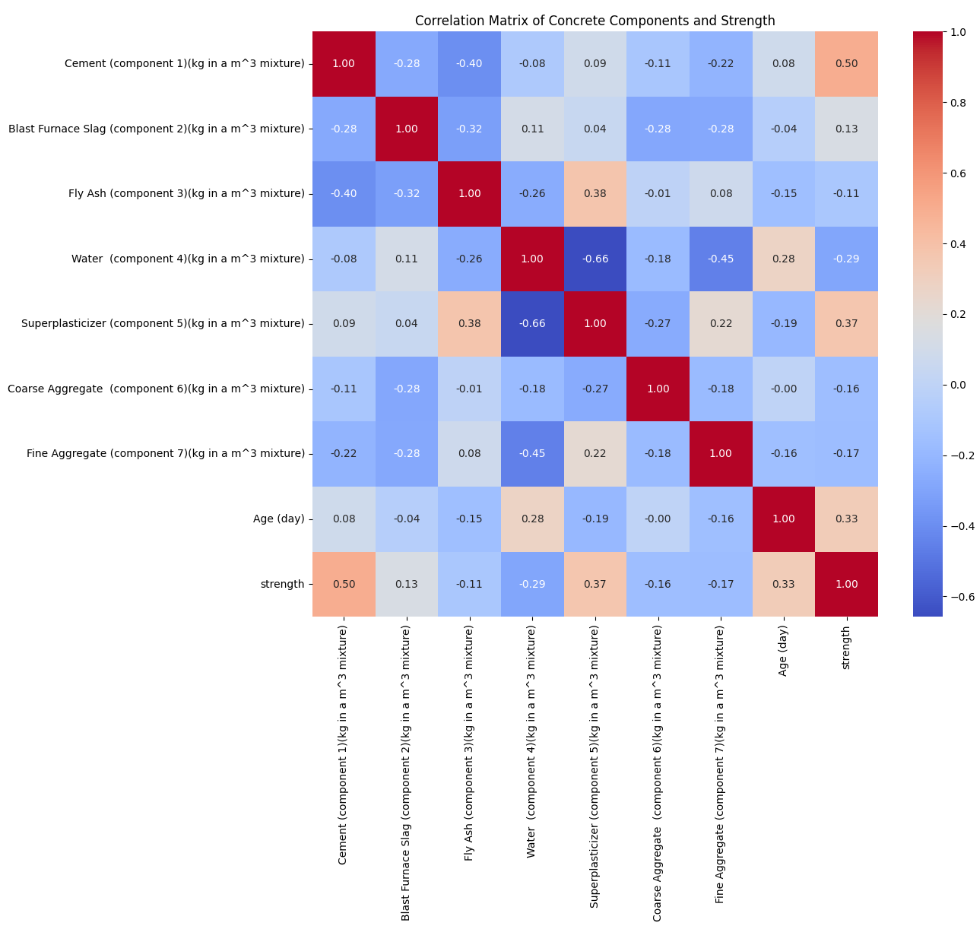 Correlation Matrix of Concrete Components and Strength
Cement (component 1)(kg in a m^3 mixture)
1.00 -0.28 -0.40 -0.08 0.09 -0.11 -0.22 0.08 0.50
Blast Furnace Slag (component 2)(kg in a m^3 mixture)
-0.28 1.00 -0.32 0.11 0.04 -0.28 -0.28 -0.04 0.13
Fly Ash (component 3)(kg in a m^3 mixture)
-0.40 -0.32 1.00 -0.26 0.38 -0.01 0.08 -0.15 -0.11
Water  (component 4)(kg in a m^3 mixture)
-0.08 0.11 -0.26 1.00 -0.66 -0.18 -0.45 0.28 -0.29
Superplasticizer (component 5)(kg in a m^3 mixture)
0.09 0.04 0.38 -0.66 1.00 -0.27 0.22 -0.19 0.37
Coarse Aggregate  (component 6)(kg in a m^3 mixture)
-0.11 -0.28 -0.01 -0.18 -0.27 1.00 -0.18 -0.00 -0.16
Fine Aggregate (component 7)(kg in a m^3 mixture)
-0.22 -0.28 0.08 -0.45 0.22 -0.18 1.00 -0.16 -0.17
Age (day)
0.08 -0.04 -0.15 0.28 -0.19 -0.00 -0.16 1.00 0.33
strength
0.50 0.13 -0.11 -0.29 0.37 -0.16 -0.17 0.33 1.00
Cement (component 1)(kg in a m^3 mixture)
Blast Furnace Slag (component 2)(kg in a m^3 mixture)
Fly Ash (component 3)(kg in a m^3 mixture)
Water  (component 4)(kg in a m^3 mixture)
Superplasticizer (component 5)(kg in a m^3 mixture)
Coarse Aggregate  (component 6)(kg in a m^3 mixture)
Fine Aggregate (component 7)(kg in a m^3 mixture)
Age (day)
strength
1.0
0.8
0.6
0.4
0.2
0.0
−0.2
−0.4
−0.6